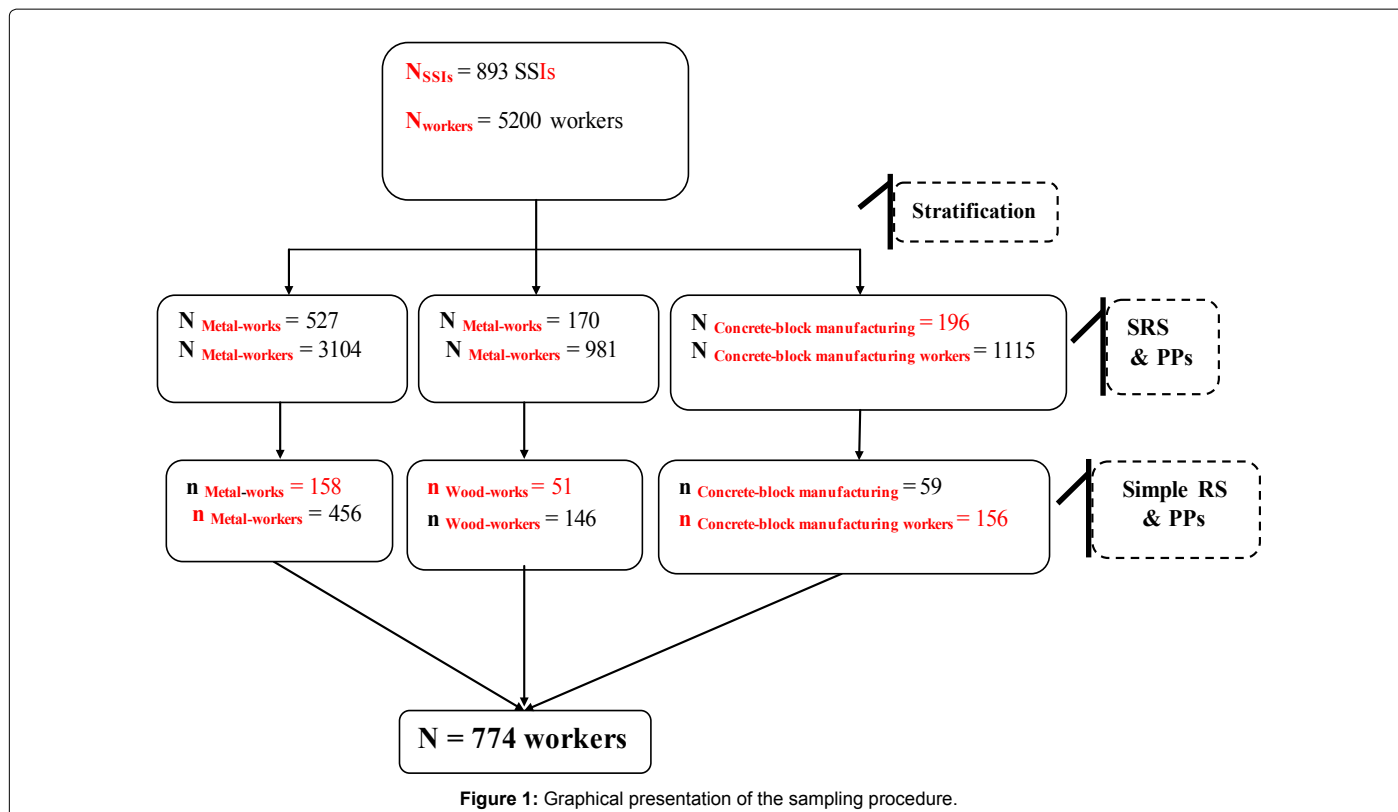 N SSIs = 893 SSIs
N workers = 5200 workers
Stratification
N Metal-works = 527
N Metal-workers = 3104
N Metal-works = 170
N Metal-workers = 981
N Concrete-block manufacturing = 196
N Concrete-block manufacturing workers = 1115
SRS
& PPs
n Metal-works = 158
n Metal-workers = 456
n Wood-works = 51
n Wood-workers = 146
n Concrete-block manufacturing = 59
n Concrete-block manufacturing workers = 156
Simple RS
& PPs
N = 774 workers
Figure 1: Graphical presentation of the sampling procedure.